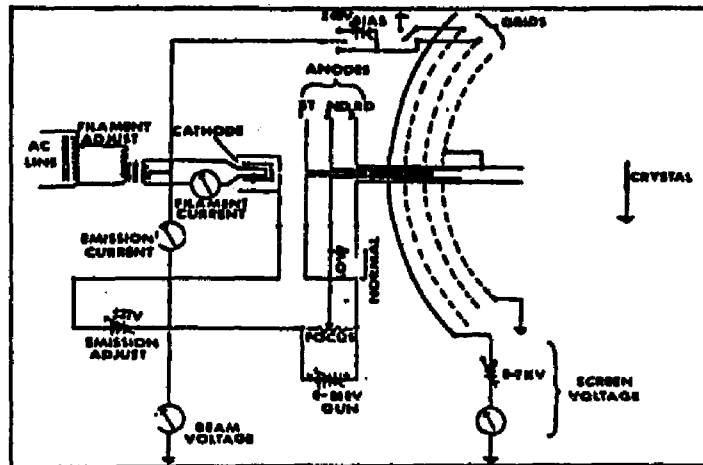 BIAS
GRIDS
ANODES
ST ND RD
FILAMENT
ADJUST
CATHODE
AC
LINE
FILAMENT
CURRENT
CRYSTAL
EMISSION
CURRENT
LOW
NORMAL
EMISSION
ADJUST
FOCUS
GUN
SCREEN
VOLTAGE
BEAM
VOLTAGE